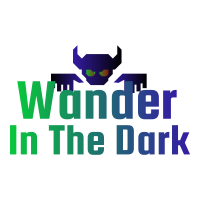 Wander
In The Dark